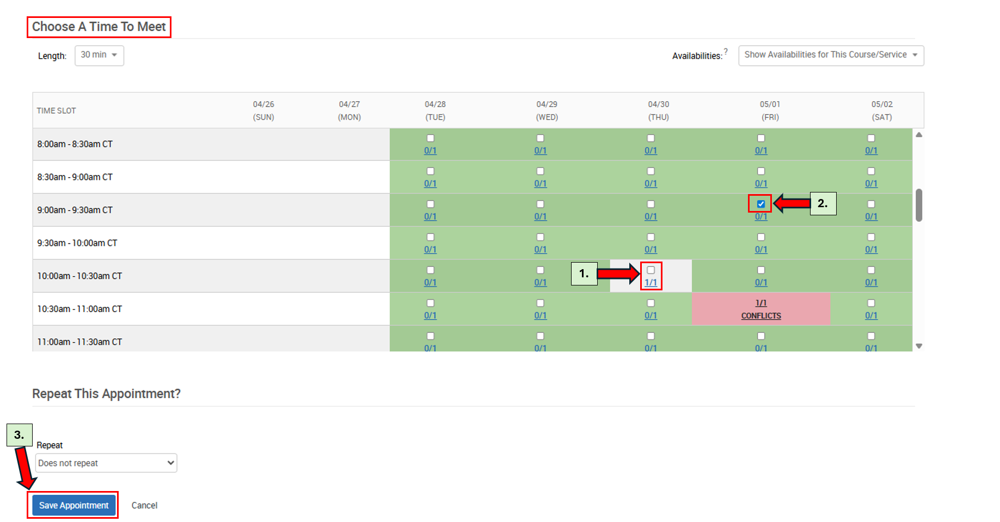 Choose A Time To Meet
Length: 30 min Availabilities:? Show Availabilities for This Course/Service
TIME SLOT 04/26 (SUN) 04/27 (MON) 04/28 (TUE) 04/29 (WED) 04/30 (THU) 05/01 (FRI) 05/02 (SAT)
8:00am - 8:30am CT 0/1 0/1 0/1 0/1 0/1
8:30am - 9:00am CT 0/1 0/1 0/1 0/1 0/1
9:00am - 9:30am CT 0/1 0/1 0/1 0/1 0/1
2.
9:30am - 10:00am CT 0/1 0/1 0/1 0/1 0/1
10:00am - 10:30am CT 0/1 0/1 1. 1/1 0/1 0/1
10:30am - 11:00am CT 0/1 0/1 0/1 1/1 CONFLICTS 0/1
11:00am - 11:30am CT 0/1 0/1 0/1 0/1 0/1
Repeat This Appointment?
3.
Repeat
Does not repeat
Save Appointment Cancel